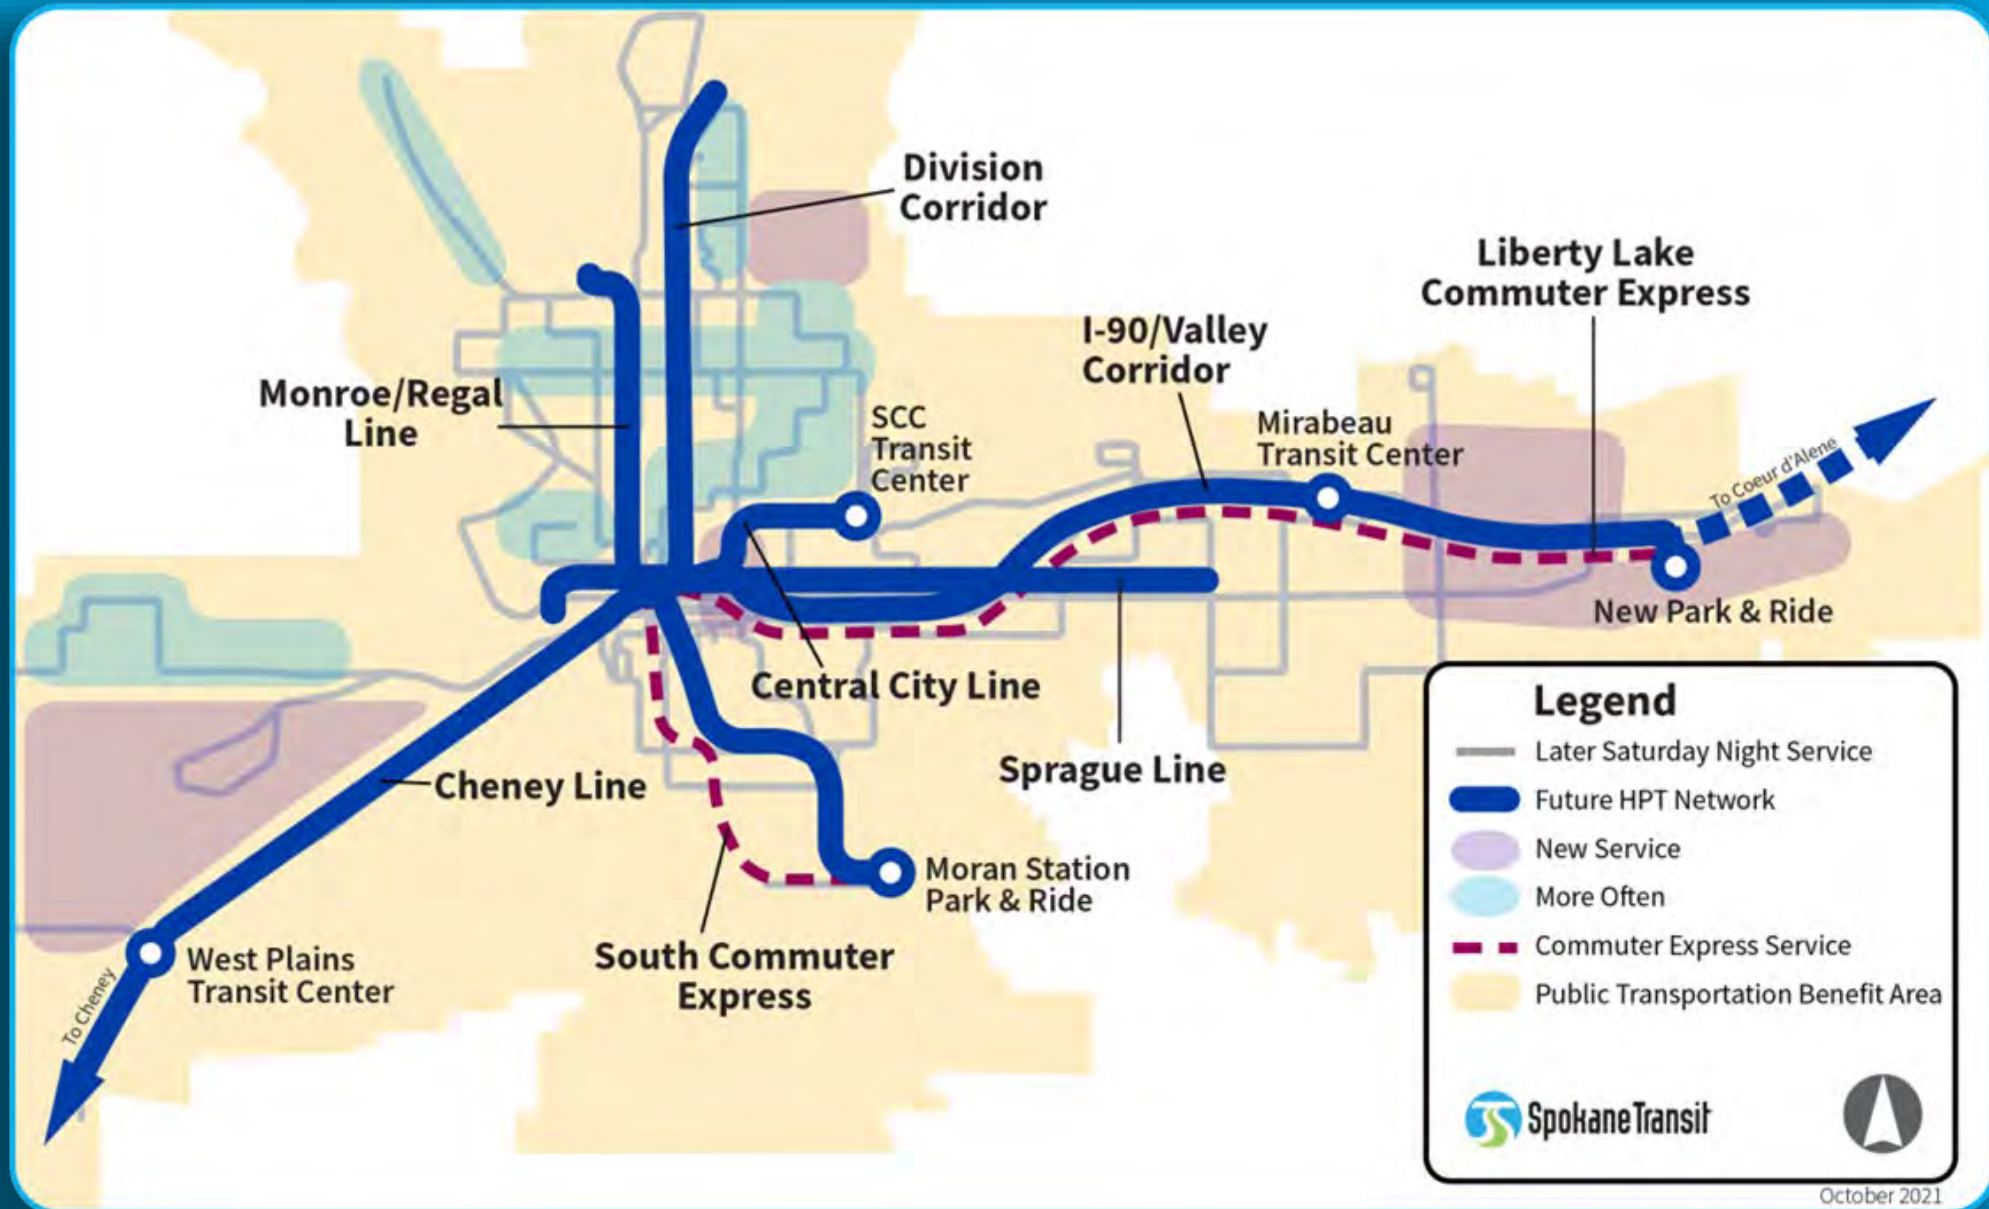 Division
Corridor
Liberty Lake
Commuter Express
I-90/Valley
Corridor
Monroe/Regal
Line
SCC
Transit
Center
Mirabeau
Transit Center
To Coeur d'Alene
New Park & Ride
Central City Line
Sprague Line
Cheney Line
Moran Station
Park & Ride
South Commuter
Express
West Plains
Transit Center
To Cheney
Legend
Later Saturday Night Service
Future HPT Network
New Service
More Often
Commuter Express Service
Public Transportation Benefit Area
Spokane Transit
October 2021